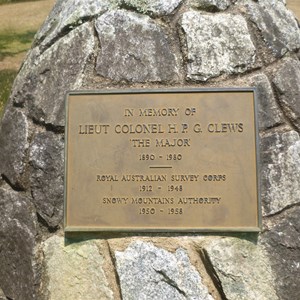 IN MEMORY OF
LIEUT COLONEL H. P. G. CLEWS
'THE MAJOR'
1890 - 1980
ROYAL AUSTRALIAN SURVEY CORPS
1912 - 1948
SNOWY MOUNTAINS AUTHORITY
1950 - 1958